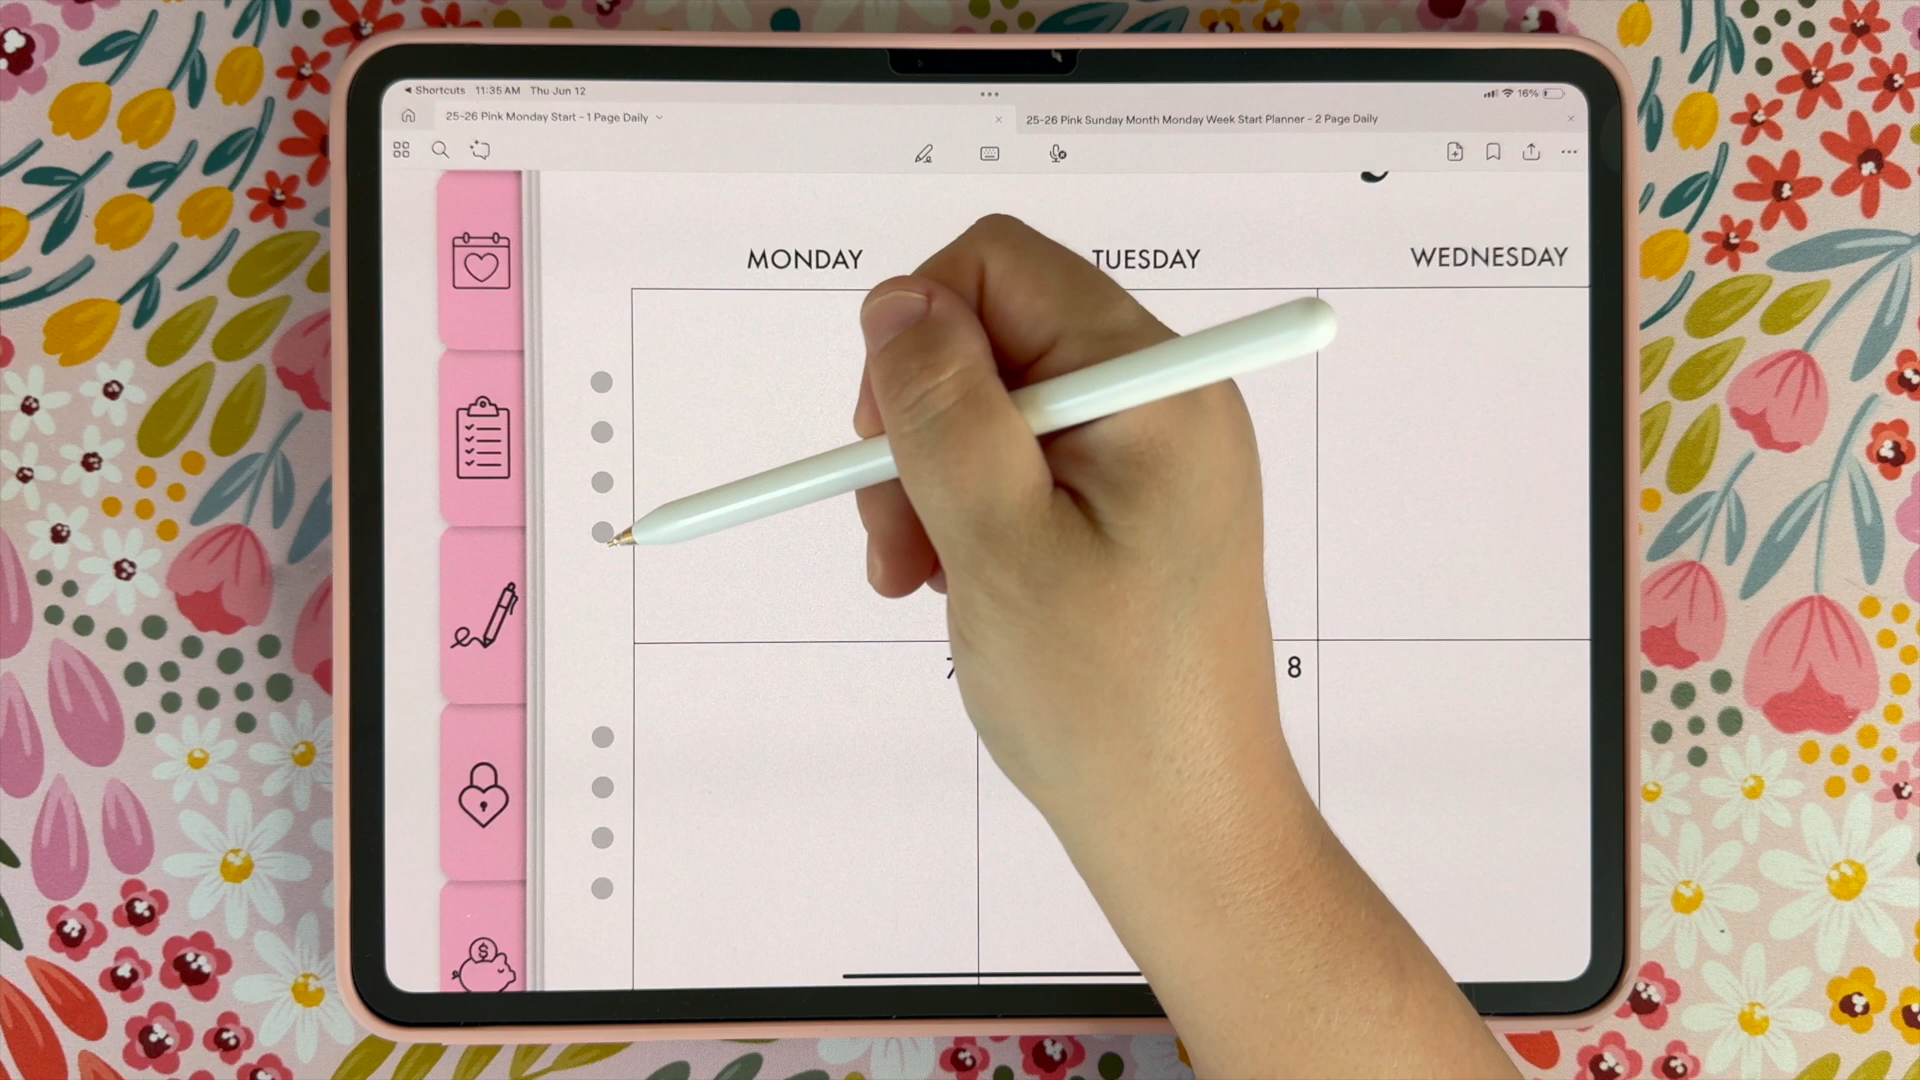 Shortcuts 11:35 AM Thu Jun 12
16%
25-26 Pink Monday Start - 1 Page Daily
25-26 Pink Sunday Month Monday Week Start Planner - 2 Page Daily
MONDAY TUESDAY WEDNESDAY
7 8
$